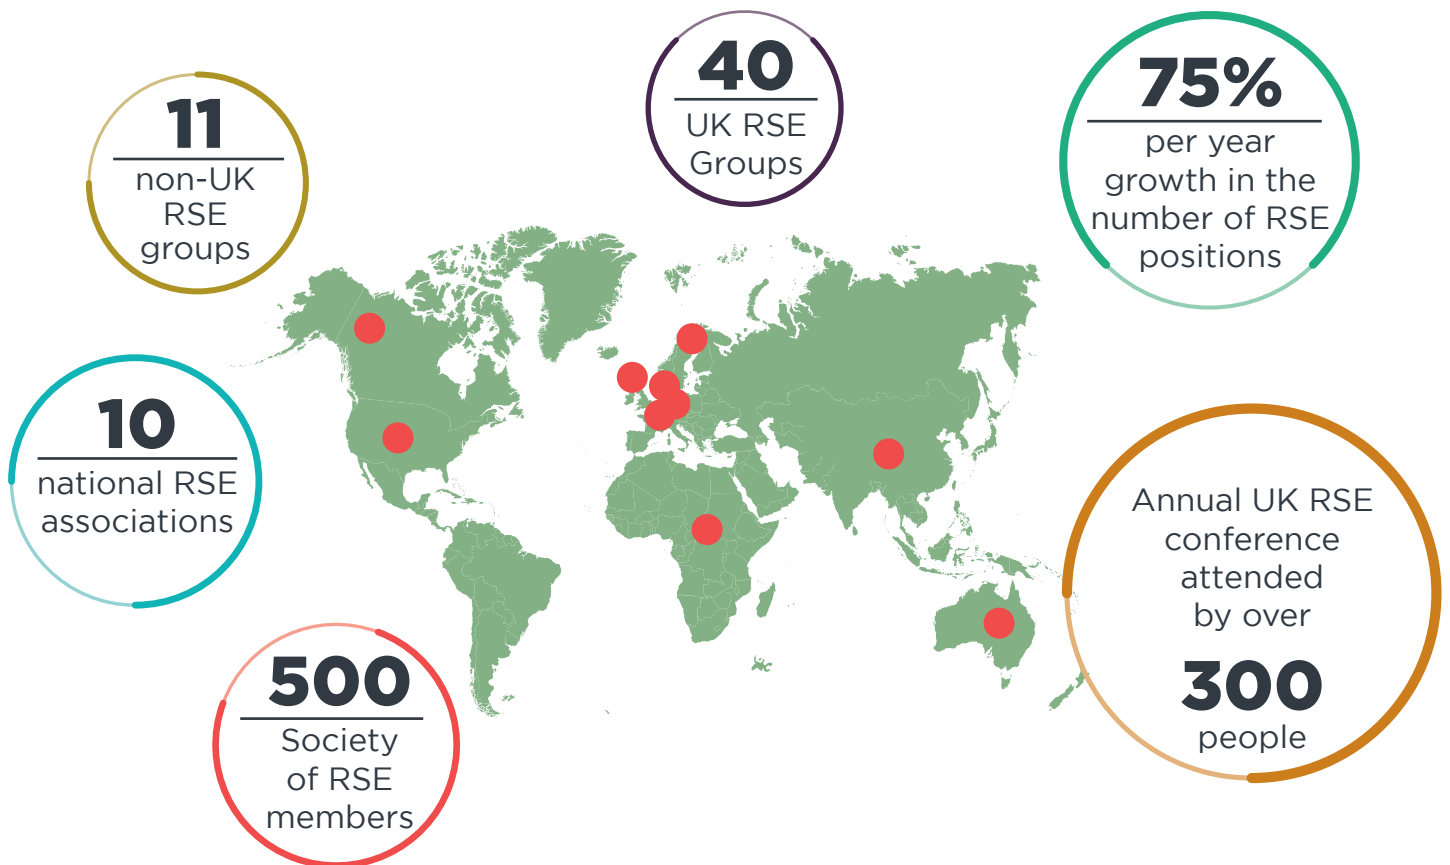 40
UK RSE
Groups
75%
per year
growth in the
number of RSE
positions
11
non-UK
RSE
groups
10
national RSE
associations
Annual UK RSE
conference
attended
by over
300
people
500
Society
of RSE
members